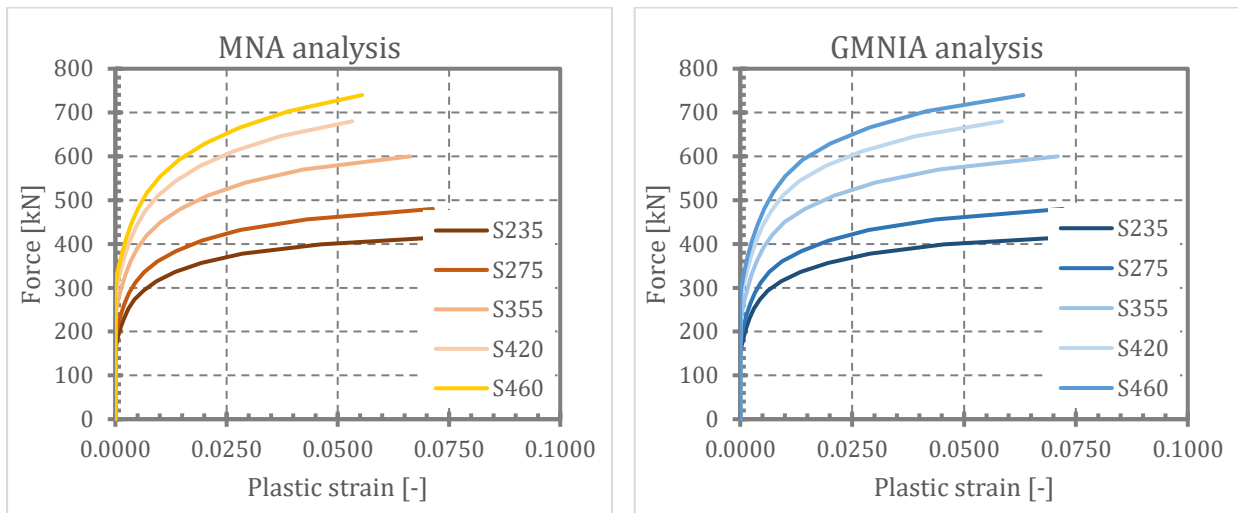 MNA analysis
800
700
600
500
400
300
200
100
0
Force [kN]
0.0000 0.0250 0.0500 0.0750 0.1000
Plastic strain [-]
S235
S275
S355
S420
S460
GMNIA analysis
800
700
600
500
400
300
200
100
0
Force [kN]
0.0000 0.0250 0.0500 0.0750 0.1000
Plastic strain [-]
S235
S275
S355
S420
S460